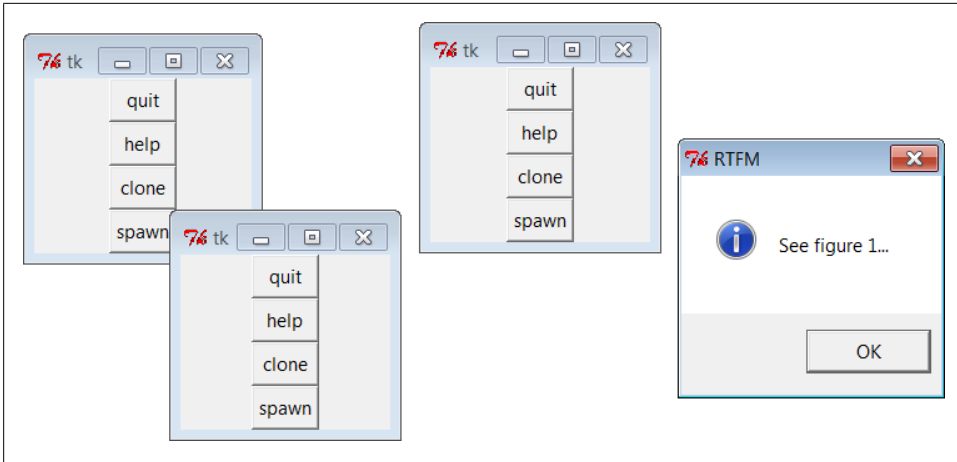 tk
quit
help
clone
spawn
tk
quit
help
clone
spawn
tk
quit
help
clone
spawn
RTFM
See figure 1...
OK